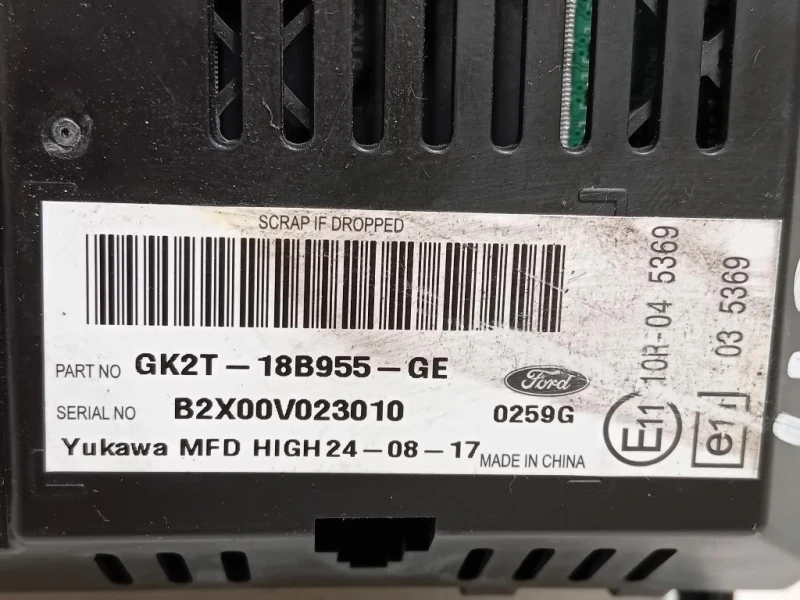 SCRAP IF DROPPED
PART NO GK2T-18B955-GE
Ford
SERIAL NO B2X00V023010
0259G
Yukawa MFD HIGH 24-08-17
MADE IN CHINA
E11 10R-04 5369
e11 03 5369